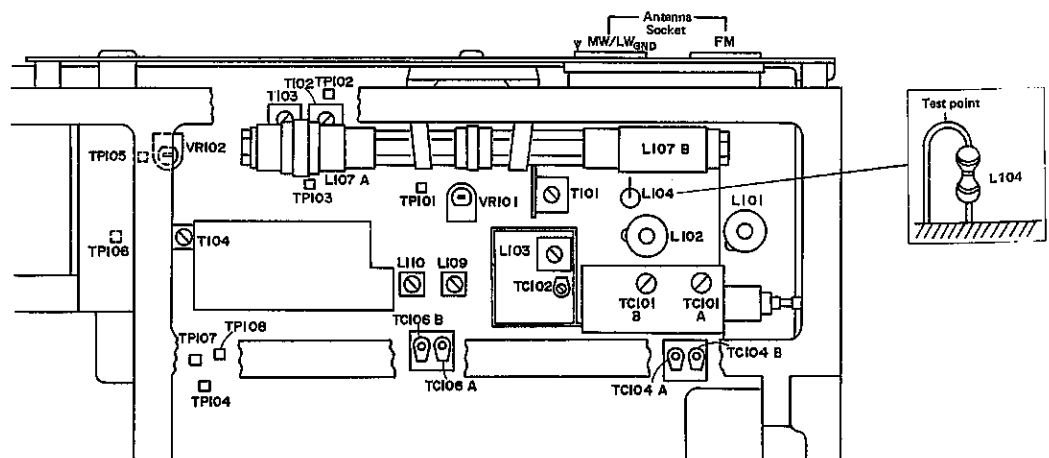 Antenna
Socket
MW/LW GND
FM
TP102
T102
T103
Test point
L104
VR102
TP105
L107 B
L107 A
TP103
TP101
VR101
T101
L104
L101
L102
TP106
T104
L103
L110
L109
TC102
TC101
B
TC101
A
TC106 B
TP107
TP108
TC104 B
TC106 A
TC104 A
TP104